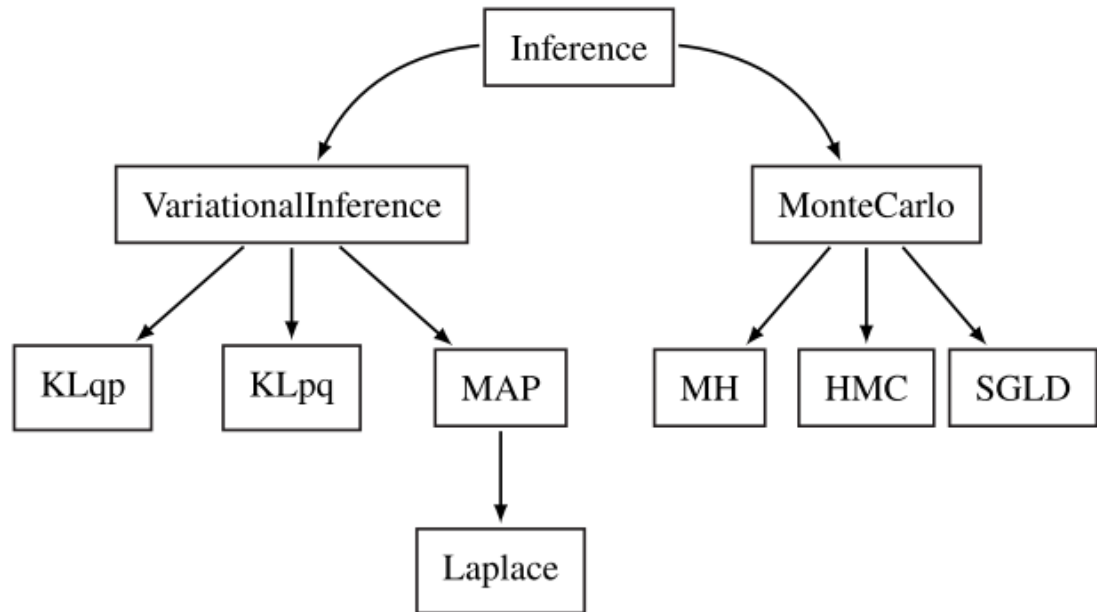 Inference
VariationalInference
MonteCarlo
KLqp
KLpq
MAP
MH
HMC
SGLD
Laplace